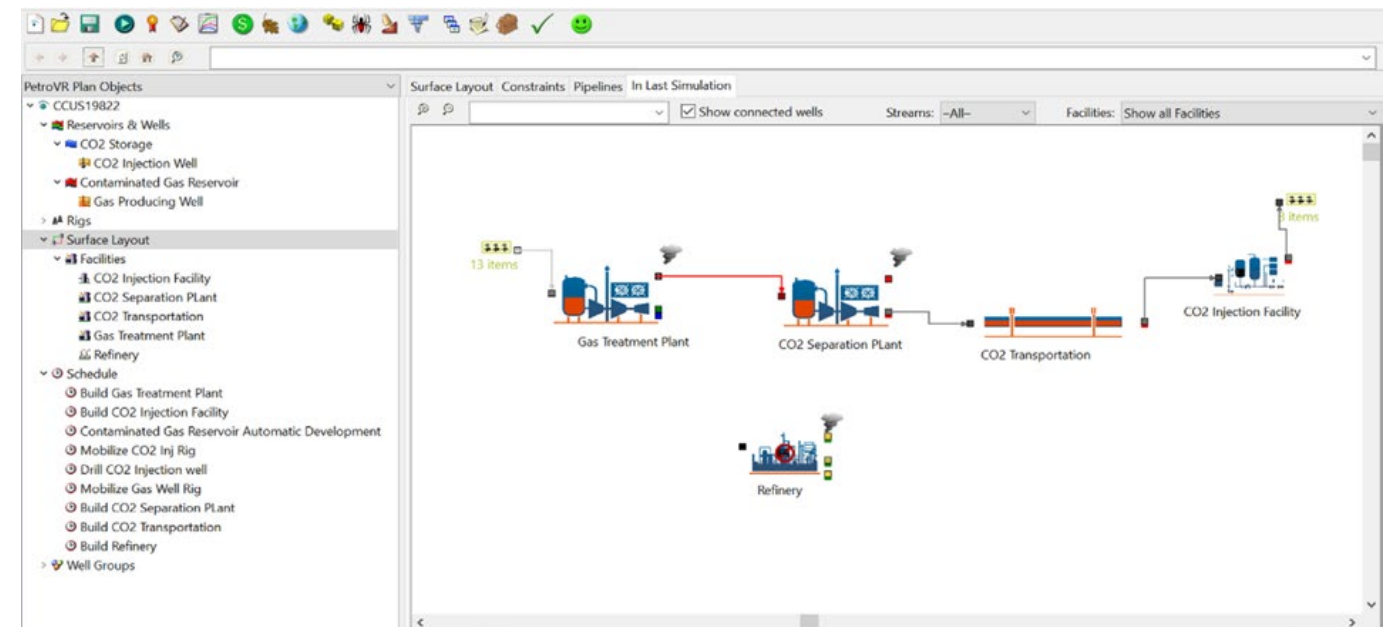 PetroVR Plan Objects
CCUS19822
Reservoirs & Wells
CO2 Storage
CO2 Injection Well
Contaminated Gas Reservoir
Gas Producing Well
Rigs
Surface Layout
Facilities
CO2 Injection Facility
CO2 Separation PLant
CO2 Transportation
Gas Treatment Plant
Refinery
Schedule
Build Gas Treatment Plant
Build CO2 Injection Facility
Contaminated Gas Reservoir Automatic Development
Mobilize CO2 Inj Rig
Drill CO2 Injection well
Mobilize Gas Well Rig
Build CO2 Separation PLant
Build CO2 Transportation
Build Refinery
Well Groups
Surface Layout Constraints Pipelines In Last Simulation
Show connected wells Streams: –All– Facilities: Show all Facilities
items
13 items
CO2 Injection Facility
Gas Treatment Plant
CO2 Separation PLant
CO2 Transportation
Refinery